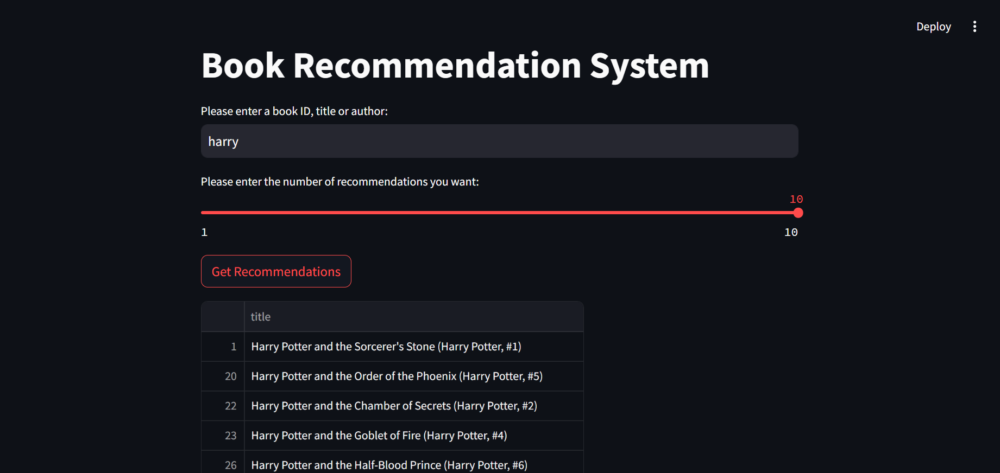 Deploy
Book Recommendation System
Please enter a book ID, title or author:
harry
Please enter the number of recommendations you want:
10
1 10
Get Recommendations
title
1 Harry Potter and the Sorcerer's Stone (Harry Potter, #1)
20 Harry Potter and the Order of the Phoenix (Harry Potter, #5)
22 Harry Potter and the Chamber of Secrets (Harry Potter, #2)
23 Harry Potter and the Goblet of Fire (Harry Potter, #4)
26 Harry Potter and the Half-Blood Prince (Harry Potter, #6)